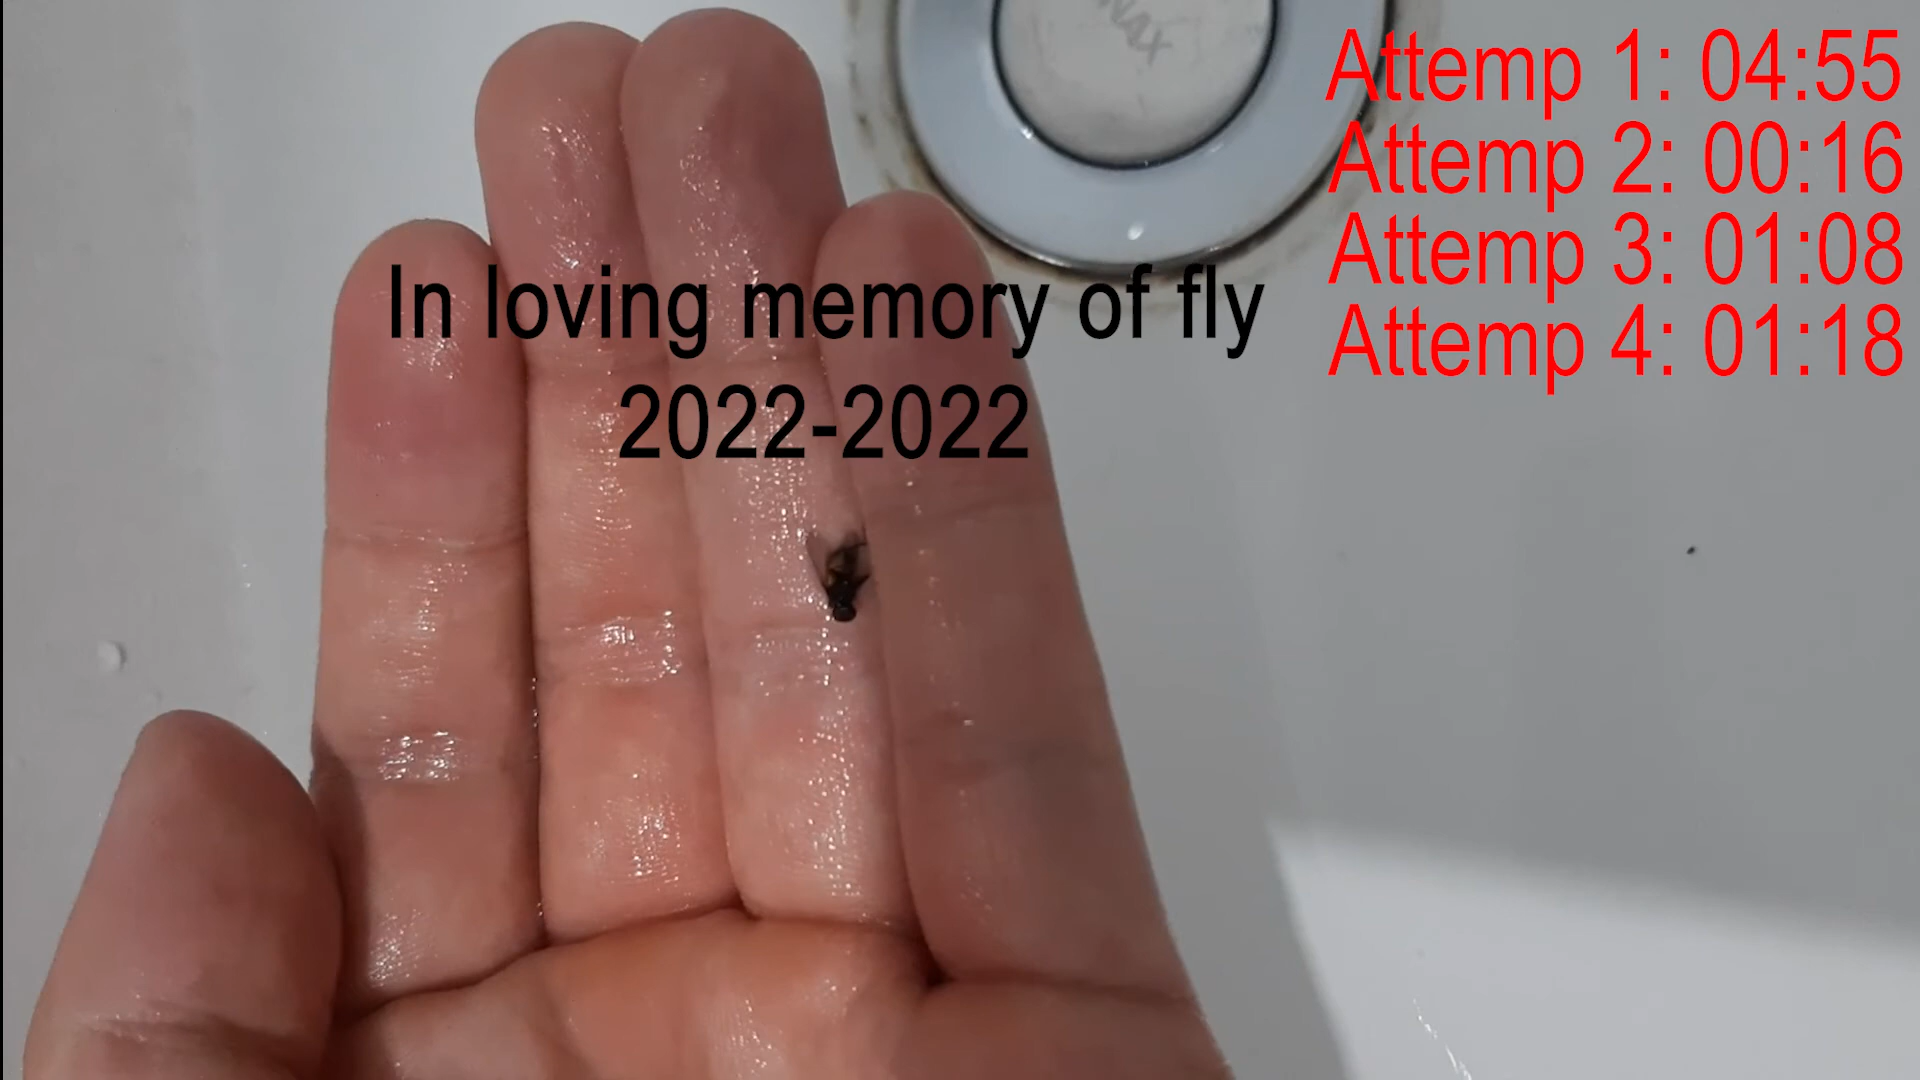 Attemp 1: 04:55
Attemp 2: 00:16
Attemp 3: 01:08
Attemp 4: 01:18
In loving memory of fly
2022-2022